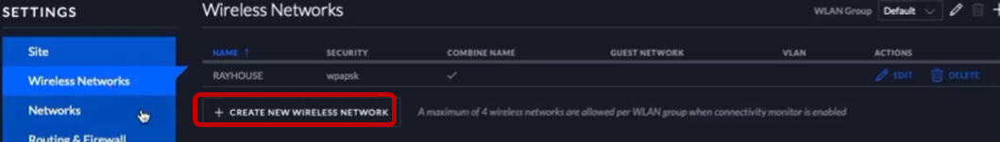 SETTINGS
Wireless Networks
WLAN Group Default
Site
NAME ↑ SECURITY COMBINE NAME GUEST NETWORK VLAN ACTIONS
Wireless Networks
RAYHOUSE wpapsk EDIT DELETE
Networks
+ CREATE NEW WIRELESS NETWORK
A maximum of 4 wireless networks are allowed per WLAN group when connectivity monitor is enabled
Routing & Firewall